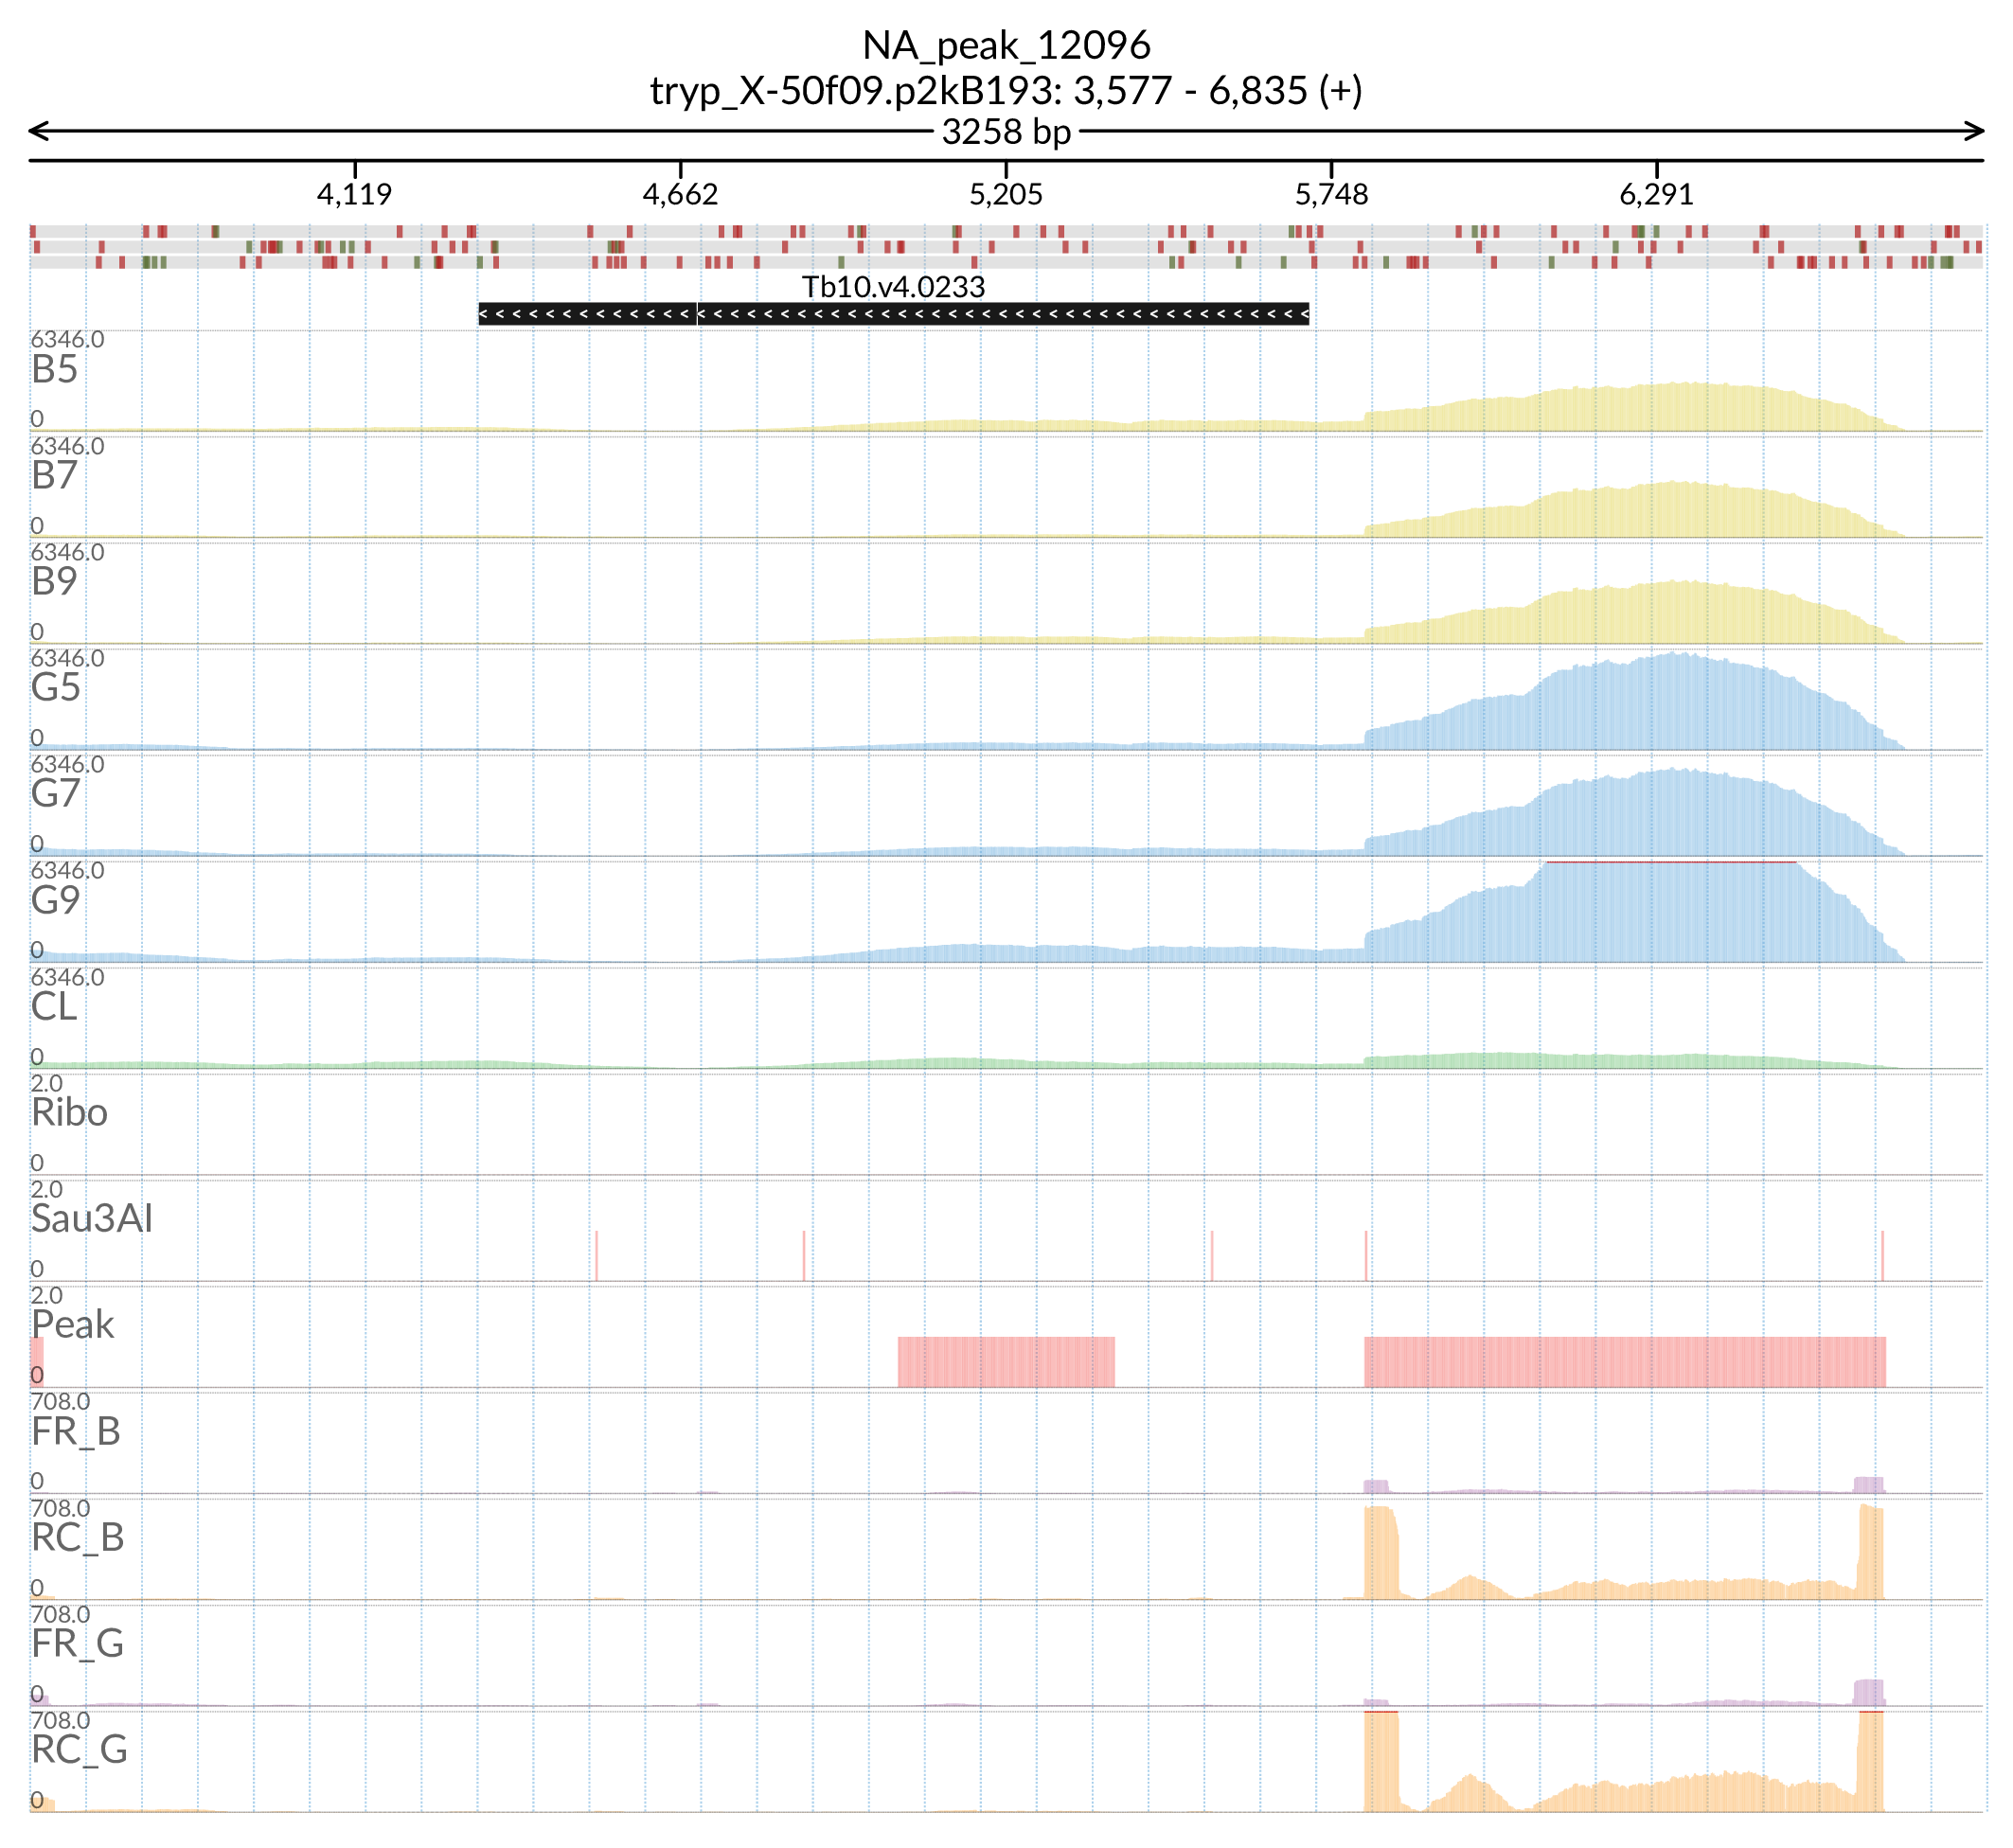 NA_peak_12096
tryp_X-50f09.p2kB193: 3,577 - 6,835 (+)
3258 bp
4,119 4,662 5,205 5,748 6,291
Tb10.v4.0233
6346.0
B5
0
6346.0
B7
0
6346.0
B9
0
6346.0
G5
0
6346.0
G7
0
6346.0
G9
0
6346.0
CL
0
2.0
Ribo
0
2.0
Sau3AI
0
2.0
Peak
0
708.0
FR_B
0
708.0
RC_B
0
708.0
FR_G
0
708.0
RC_G
0